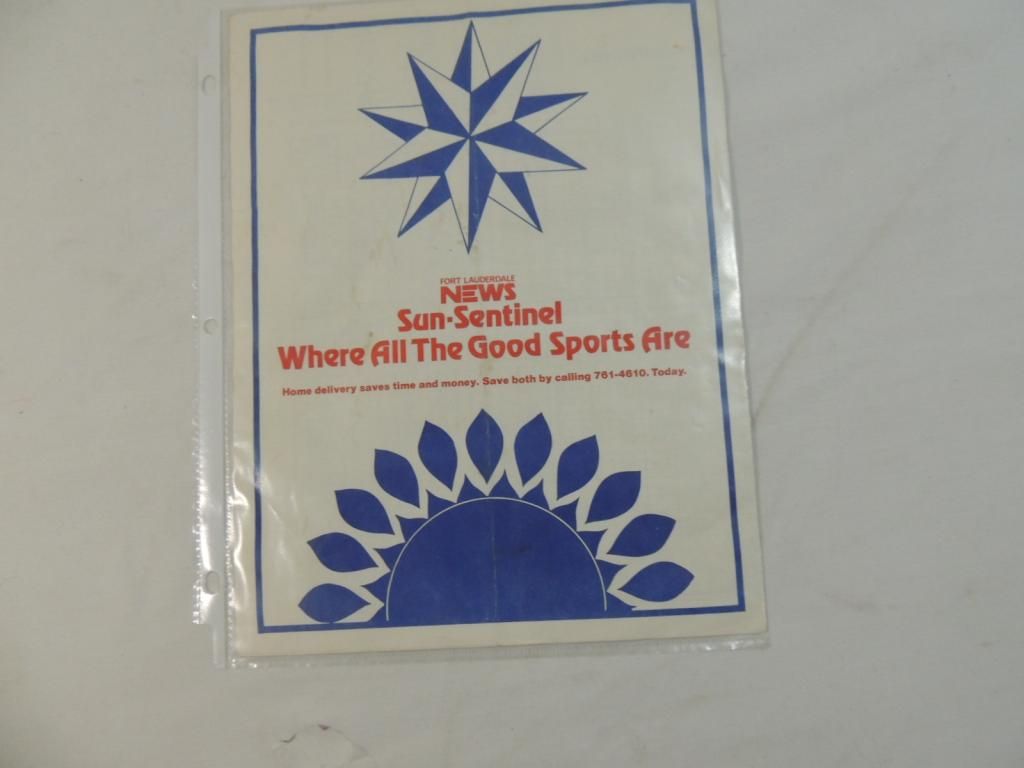 FORT LAUDERDALE
NEWS
Sun-Sentinel
Where All The Good Sports Are
Home delivery saves time and money. Save both by calling 761-4610. Today.